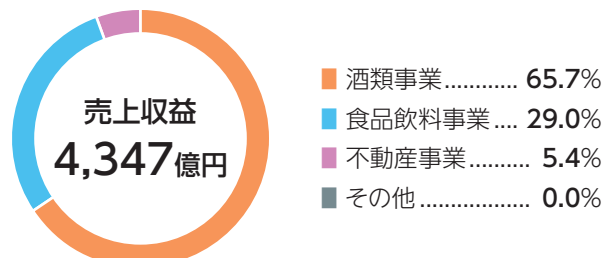 売上収益
4,347億円
酒類事業............ 65.7%
食品飲料事業.... 29.0%
不動産事業.......... 5.4%
その他.................. 0.0%